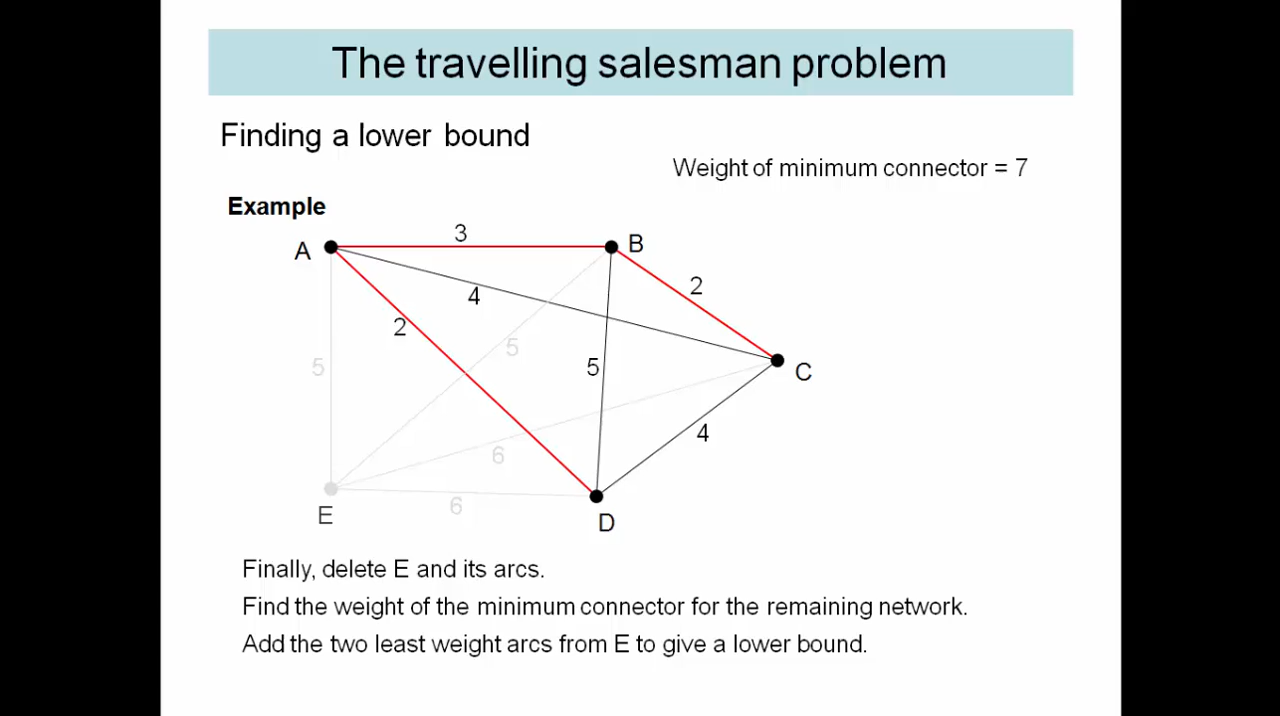 The travelling salesman problem
Finding a lower bound
Weight of minimum connector = 7
Example
3
A
B
2
4
2
5
5
5
C
4
6
6
E
D
Finally, delete E and its arcs.
Find the weight of the minimum connector for the remaining network.
Add the two least weight arcs from E to give a lower bound.